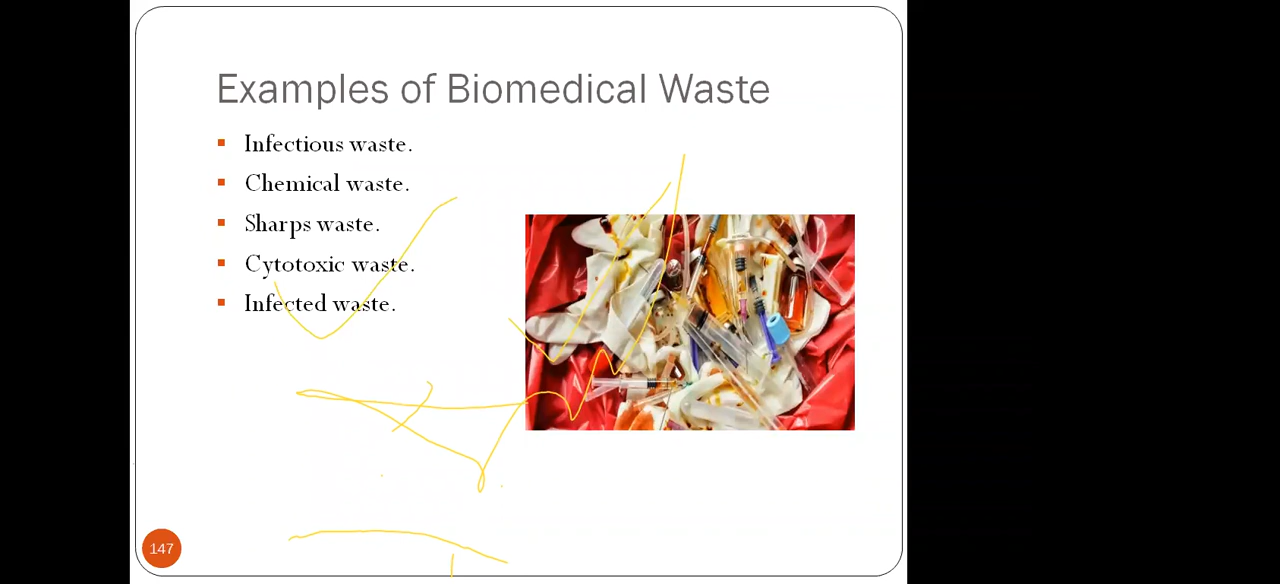 Examples of Biomedical Waste
Infectious waste.
Chemical waste.
Sharps waste.
Cytotoxic waste.
Infected waste.
147